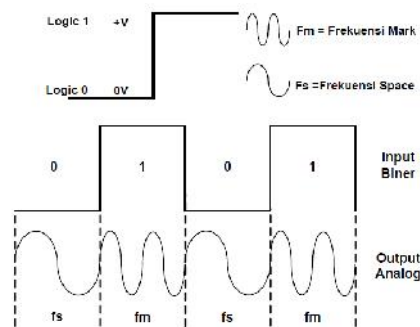 Logic 1 +V
Fm = Frekuensi Mark
Logic 0 0V
Fs =Frekuensi Space
0 1 0 1
Input
Biner
Output
Analog
fs fm fs fm